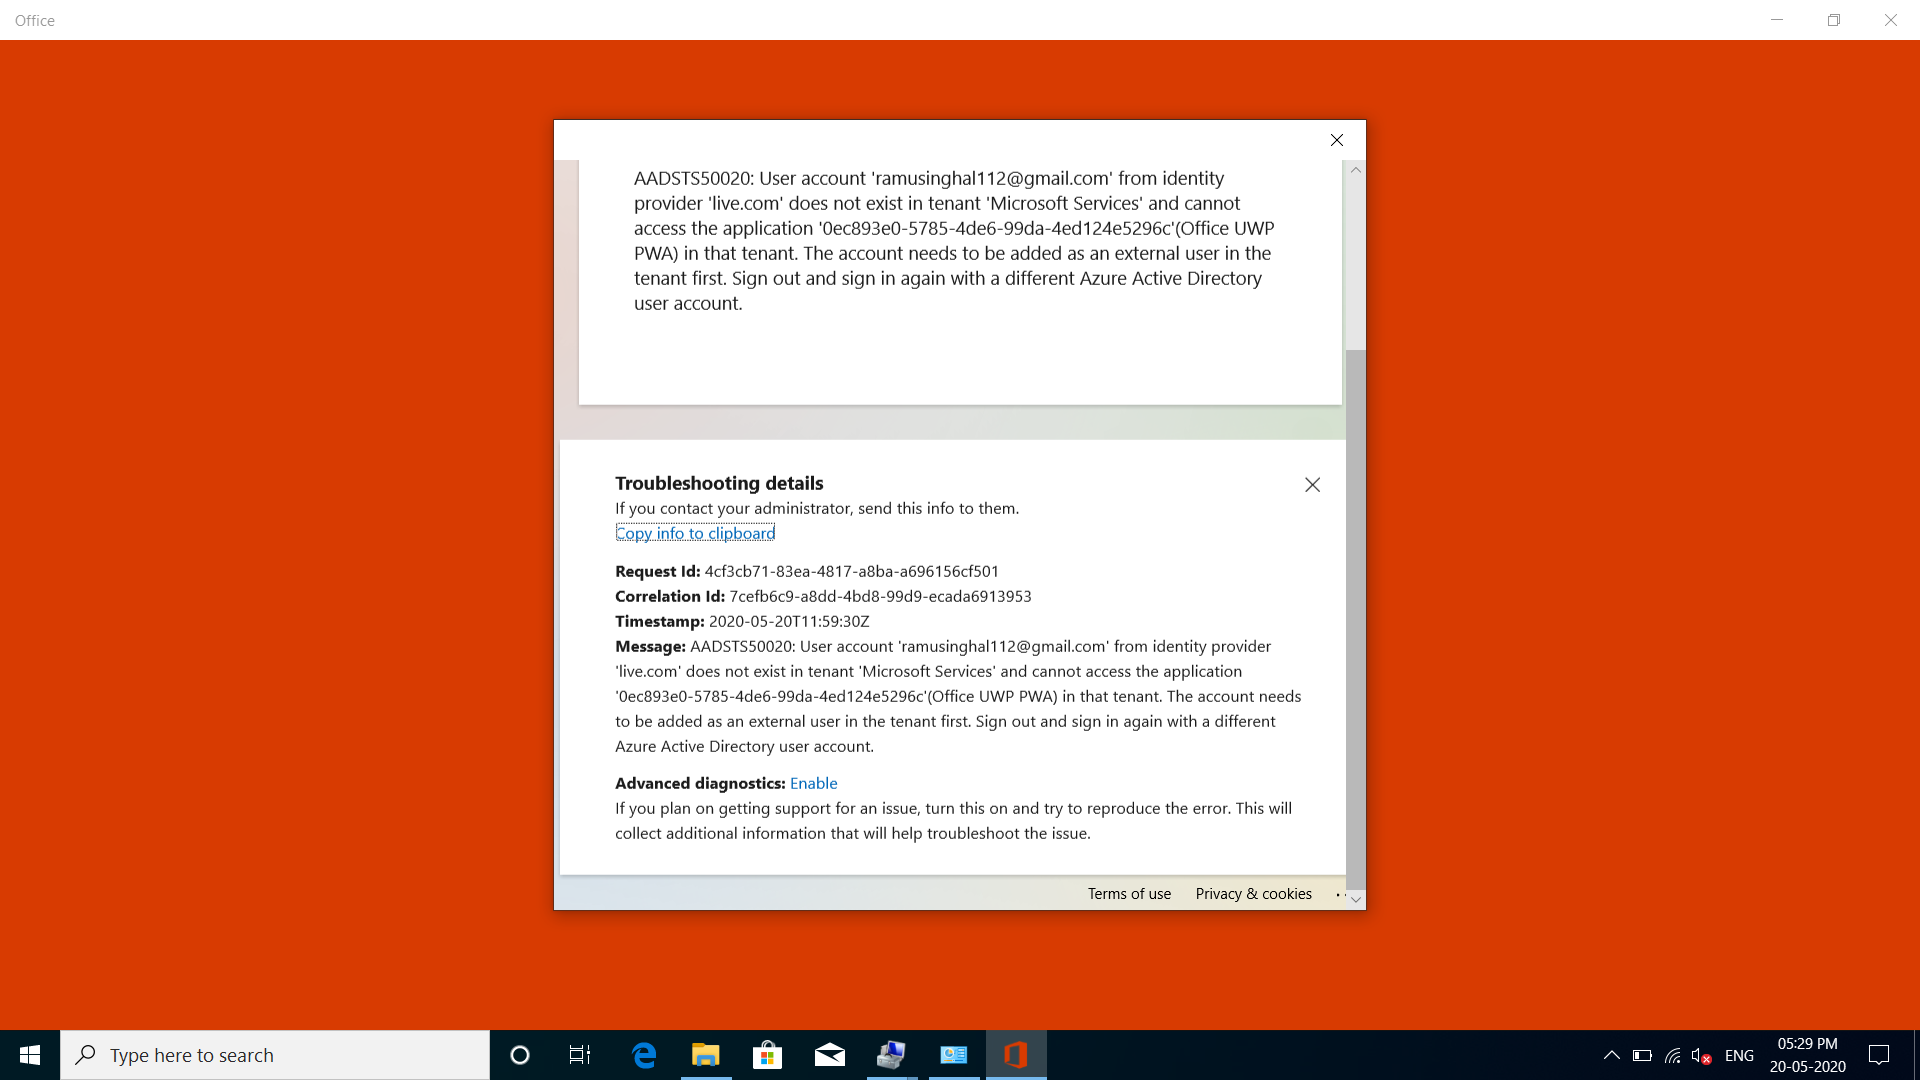 Office
AADSTS50020: User account 'ramusinghal112@gmail.com' from identity
provider 'live.com' does not exist in tenant 'Microsoft Services' and cannot
access the application '0ec893e0-5785-4de6-99da-4ed124e5296c'(Office UWP
PWA) in that tenant. The account needs to be added as an external user in the
tenant first. Sign out and sign in again with a different Azure Active Directory
user account.
Troubleshooting details
If you contact your administrator, send this info to them.
Copy info to clipboard
Request Id: 4cf3cb71-83ea-4817-a8ba-a696156cf501
Correlation Id: 7cefb6c9-a8dd-4bd8-99d9-ecada6913953
Timestamp: 2020-05-20T11:59:30Z
Message: AADSTS50020: User account 'ramusinghal112@gmail.com' from identity provider
'live.com' does not exist in tenant 'Microsoft Services' and cannot access the application
'0ec893e0-5785-4de6-99da-4ed124e5296c'(Office UWP PWA) in that tenant. The account needs
to be added as an external user in the tenant first. Sign out and sign in again with a different
Azure Active Directory user account.
Advanced diagnostics: Enable
If you plan on getting support for an issue, turn this on and try to reproduce the error. This will
collect additional information that will help troubleshoot the issue.
Terms of use Privacy & cookies
Type here to search
ENG
05:29 PM
20-05-2020